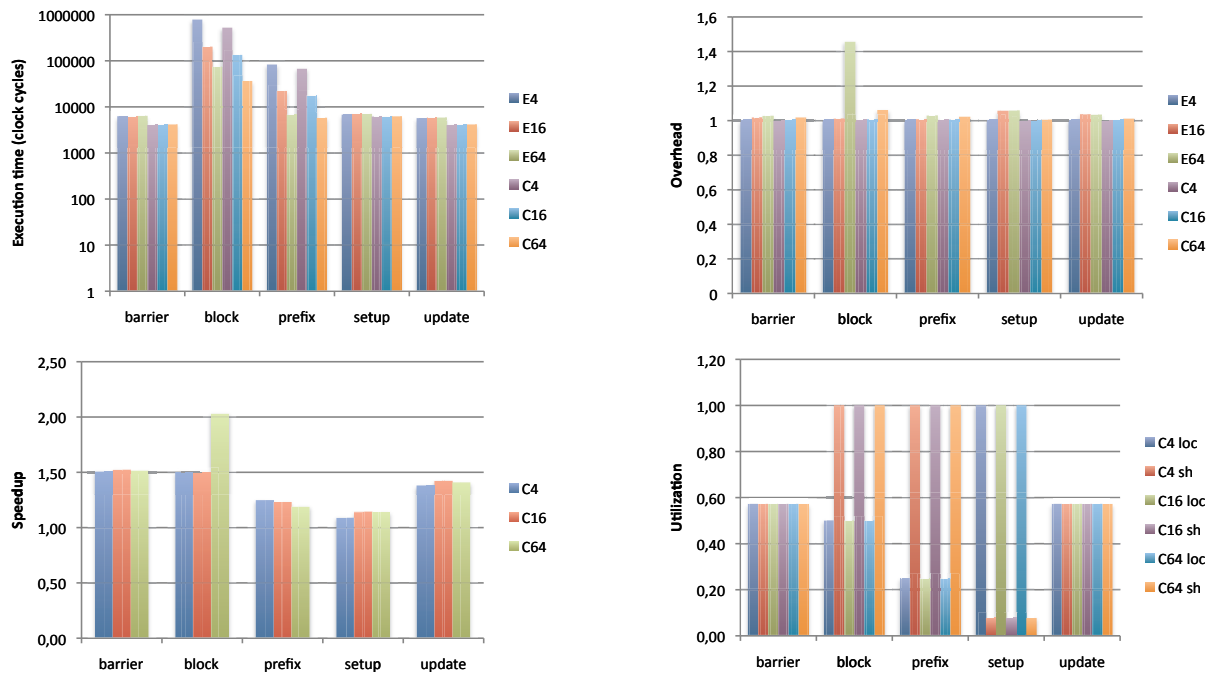 Execution time (clock cycles)
1000000
100000
10000
1000
100
10
1
barrier block prefix setup update
E4
E16
E64
C4
C16
C64
Overhead
1,6
1,4
1,2
1
0,8
0,6
0,4
0,2
0
barrier block prefix setup update
E4
E16
E64
C4
C16
C64
Speedup
2,50
2,00
1,50
1,00
0,50
0,00
barrier block prefix setup update
C4
C16
C64
Utilization
1,20
1,00
0,80
0,60
0,40
0,20
0,00
barrier block prefix setup update
C4 loc
C4 sh
C16 loc
C16 sh
C64 loc
C64 sh